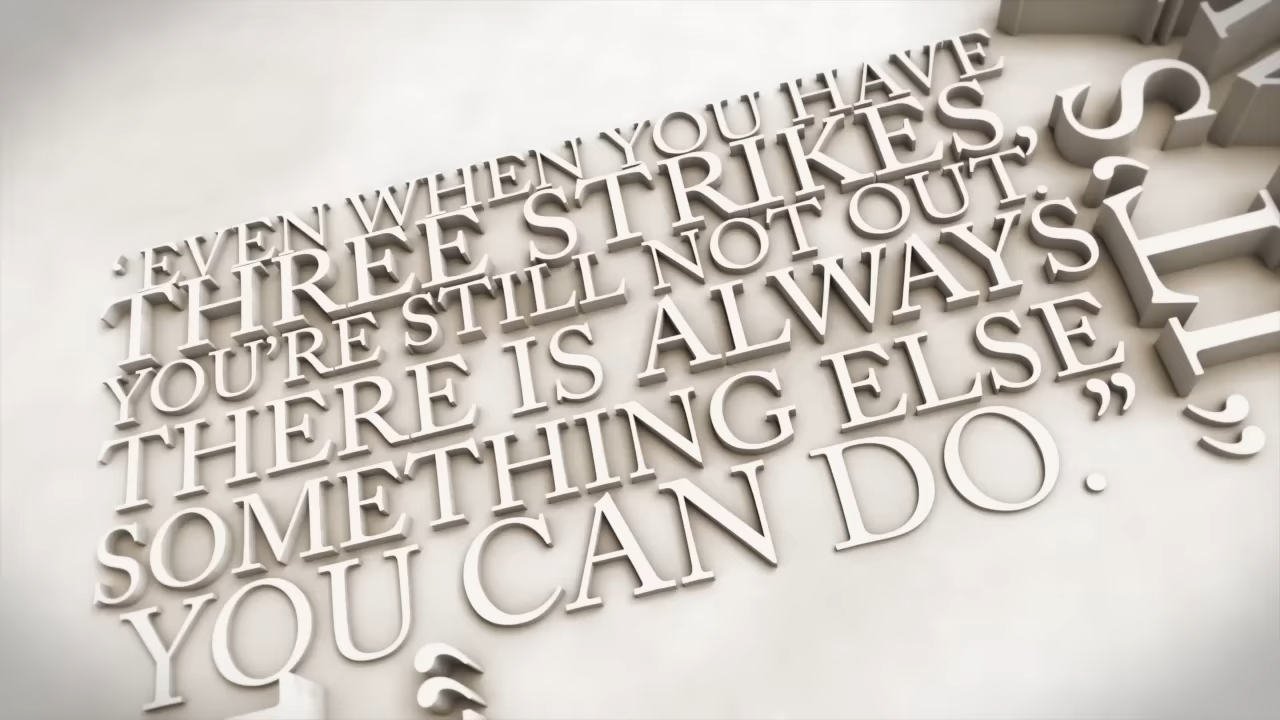 ‘EVEN WHEN YOU HAVE
THREE STRIKES,
YOU’RE STILL NOT OUT.
THERE IS ALWAYS
SOMETHING ELSE
YOU CAN DO.”